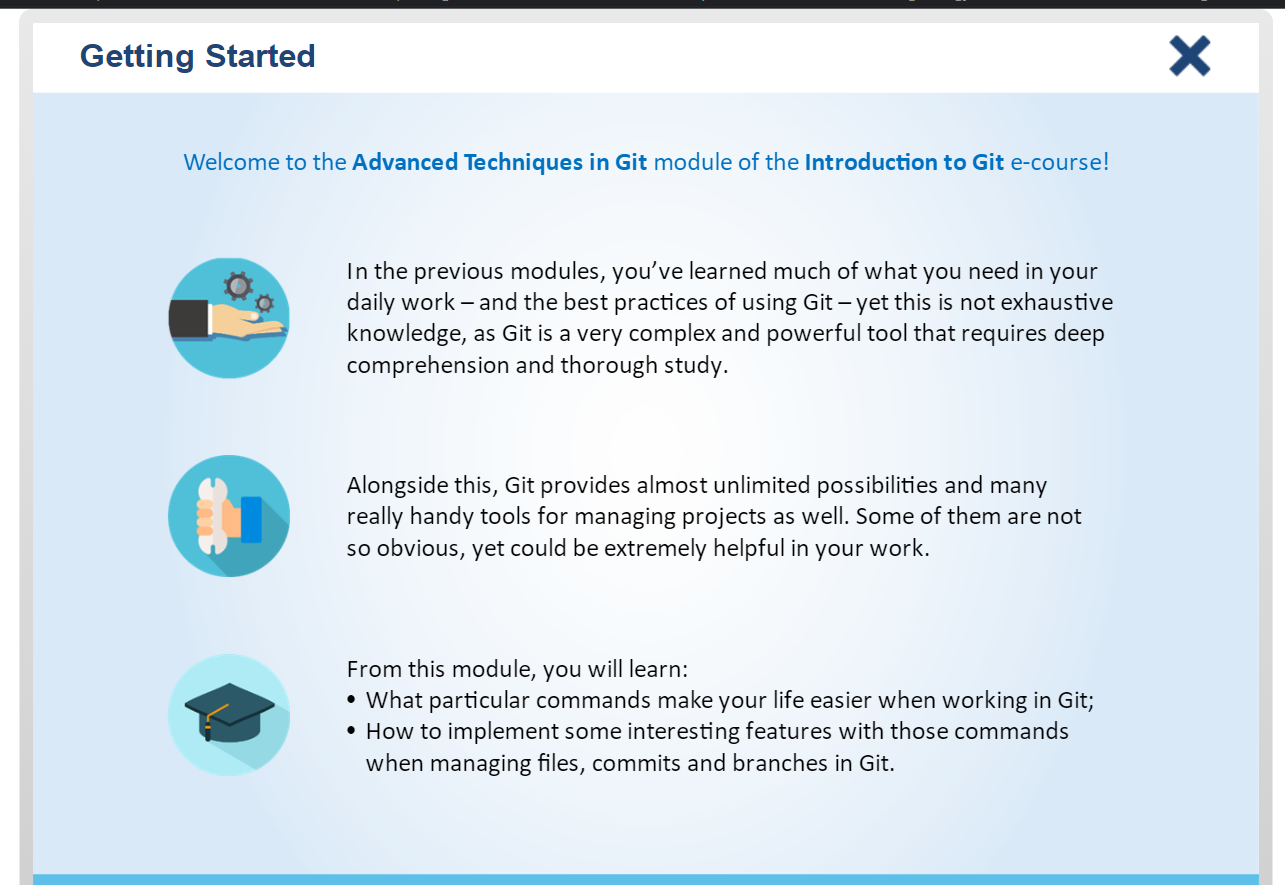 Getting Started
Welcome to the Advanced Techniques in Git module of the Introduction to Git e-course!
In the previous modules, you’ve learned much of what you need in your
daily work – and the best practices of using Git – yet this is not exhaustive
knowledge, as Git is a very complex and powerful tool that requires deep
comprehension and thorough study.
Alongside this, Git provides almost unlimited possibilities and many
really handy tools for managing projects as well. Some of them are not
so obvious, yet could be extremely helpful in your work.
From this module, you will learn:
• What particular commands make your life easier when working in Git;
• How to implement some interesting features with those commands
when managing files, commits and branches in Git.